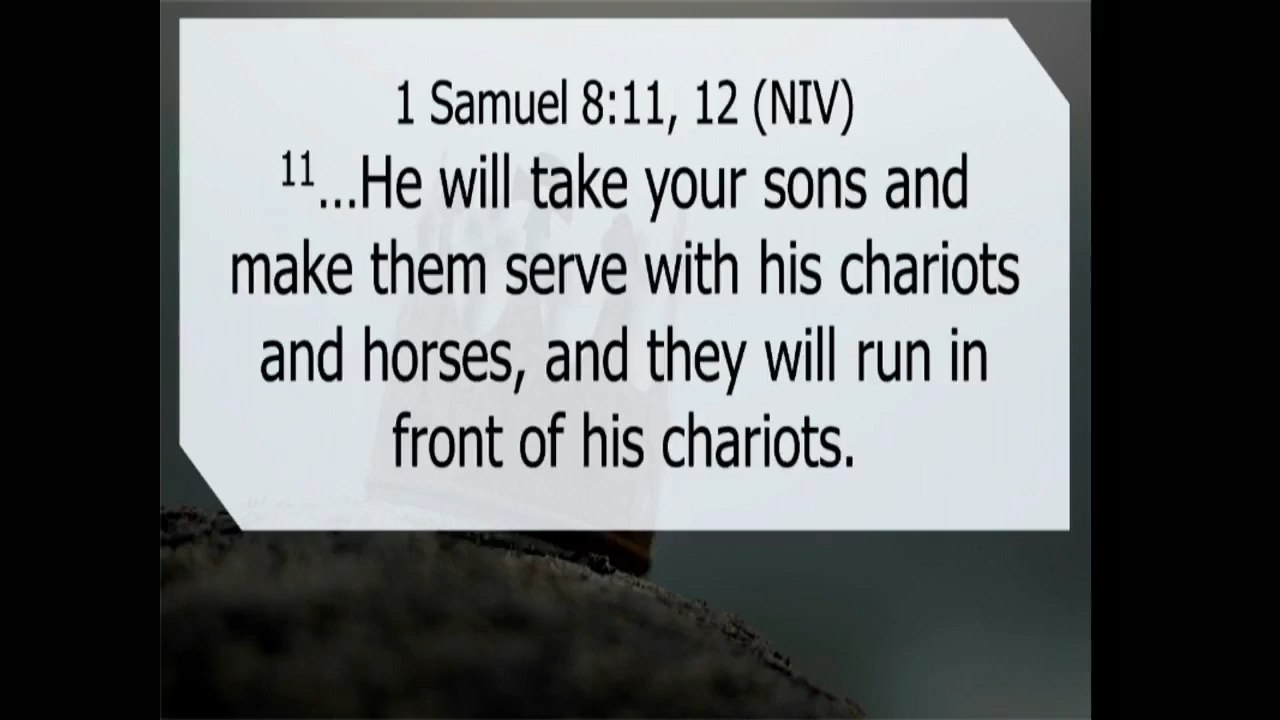 1 Samuel 8:11, 12 (NIV)
11...He will take your sons and
make them serve with his chariots
and horses, and they will run in
front of his chariots.